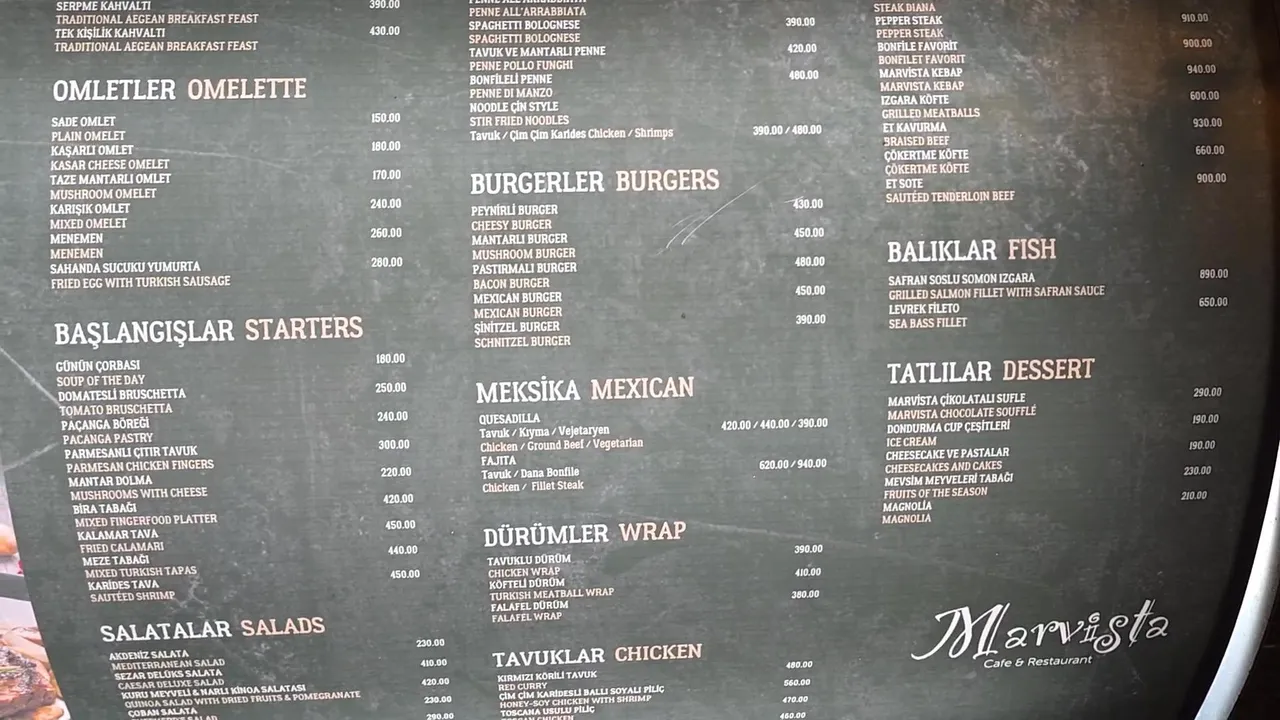 SERPME KAHVALTI 390.00
TRADITIONAL AEGEAN BREAKFAST FEAST
TEK KİŞİLİK KAHVALTI 430.00
TRADITIONAL AEGEAN BREAKFAST FEAST
OMLETLER OMELETTE
SADE OMLET 150.00
PLAIN OMELET
KAŞARLI OMLET 180.00
KASAR CHEESE OMELET
TAZE MANTARLI OMLET 170.00
MUSHROOM OMELET
KARIŞIK OMLET 240.00
MIXED OMELET
MENEMEN 260.00
MENEMEN
SAHANDA SUCUKU YUMURTA 280.00
FRIED EGG WITH TURKISH SAUSAGE
BAŞLANGIŞLAR STARTERS
GÜNÜN ÇORBASI 180.00
SOUP OF THE DAY
DOMATESLİ BRUSCHETTA 250.00
TOMATO BRUSCHETTA
PAÇANGA BÖREĞİ 240.00
PACANGA PASTRY
PARMESANLI ÇITIR TAVUK 300.00
PARMESAN CHICKEN FINGERS
MANTAR DOLMA 220.00
MUSHROOMS WITH CHEESE
BİRA TABAĞI 420.00
MIXED FINGERFOOD PLATTER
KALAMAR TAVA 450.00
FRIED CALAMARI
MEZE TABAĞI 440.00
MIXED TURKISH TAPAS
KARİDES TAVA 450.00
SAUTÉED SHRIMP
SALATALAR SALADS
AKDENİZ SALATA 230.00
MEDITERRANEAN SALAD
SEZAR DELÜKS SALATA 410.00
CAESAR DELUXE SALAD
KURU MEYVELİ & NARLI KİNOA SALATASI 420.00
QUINOA SALAD WITH DRIED FRUITS & POMEGRANATE
ÇOBAN SALATA 230.00
290.00
PENNE ALL'ARRABBIATA
SPAGHETTI BOLOGNESE 390.00
SPAGHETTI BOLOGNESE
TAVUK VE MANTARLI PENNE 420.00
PENNE POLLO FUNGHI
BONFİLELİ PENNE 480.00
PENNE DI MANZO
NOODLE ÇİN STYLE
STIR FRIED NOODLES
Tavuk / Çim Çim Karides Chicken / Shrimps 390.00 / 480.00
BURGERLER BURGERS
PEYNİRLİ BURGER 430.00
CHEESY BURGER
MANTARLI BURGER 450.00
MUSHROOM BURGER
PASTIRMALI BURGER 480.00
BACON BURGER
MEXICAN BURGER 450.00
MEXICAN BURGER
ŞİNİTZEL BURGER 390.00
SCHNITZEL BURGER
MEKSİKA MEXICAN
QUESADILLA
Tavuk / Kıyma / Vejetaryen 420.00 / 440.00 / 390.00
Chicken / Ground Beef / Vegetarian
FAJITA
Tavuk / Dana Bonfile 620.00 / 940.00
Chicken / Fillet Steak
DÜRÜMLER WRAP
TAVUKLU DÜRÜM 390.00
CHICKEN WRAP
KÖFTELİ DÜRÜM 410.00
TURKISH MEATBALL WRAP
FALAFEL DÜRÜM 380.00
FALAFEL WRAP
TAVUKLAR CHICKEN
KIRMIZI KÖRİLİ TAVUK 480.00
RED CURRY
ÇİM ÇİM KARİDESLİ BALLI SOYALI PİLİÇ 560.00
HONEY-SOY CHICKEN WITH SHRIMP
TOSCANA USULU PİLİÇ 470.00
TOSCAN CHICKEN 460.00
STEAK DIANA
PEPPER STEAK 910.00
PEPPER STEAK
BONFİLE FAVORİT 900.00
BONFILET FAVORIT
MARVİSTA KEBAP 940.00
MARVISTA KEBAP
IZGARA KÖFTE 600.00
GRILLED MEATBALLS
ET KAVURMA 930.00
BRAISED BEEF
ÇÖKERTME KÖFTE 660.00
ÇÖKERTME KÖFTE
ET SOTE 900.00
SAUTÉED TENDERLOIN BEEF
BALIKLAR FISH
SAFRAN SOSLU SOMON IZGARA 890.00
GRILLED SALMON FILLET WITH SAFRAN SAUCE
LEVREK FİLETO 650.00
SEA BASS FILLET
TATLILAR DESSERT
MARVİSTA ÇİKOLATALI SUFLE 290.00
MARVISTA CHOCOLATE SOUFFLÉ
DONDURMA CUP ÇEŞİTLERİ 190.00
ICE CREAM
CHEESECAKE VE PASTALAR 190.00
CHEESECAKES AND CAKES
MEVSİM MEYVELERİ TABAĞI 230.00
FRUITS OF THE SEASON
MAGNOLİA 210.00
MAGNOLIA
Marvista
Cafe & Restaurant